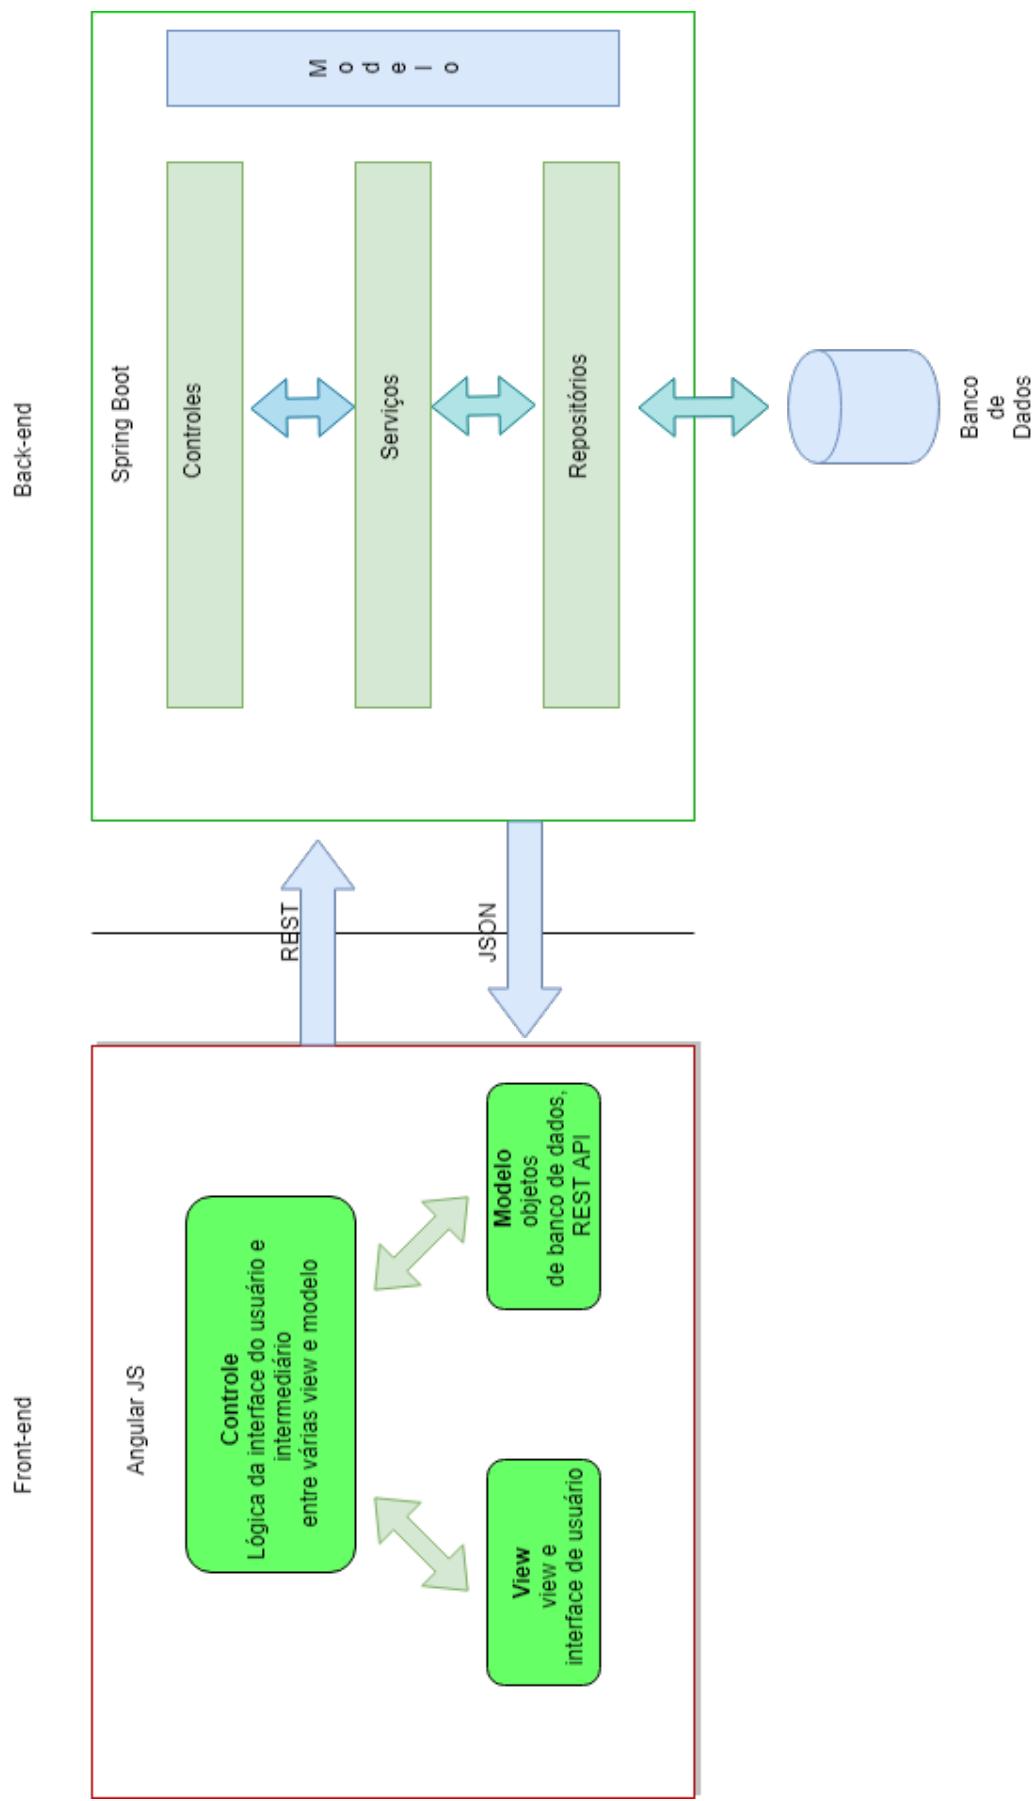 Front-end
Angular JS
Controle
Lógica da interface do usuário e
intermediário
entre várias view e modelo
View
view e
interface de usuário
Modelo
objetos
de banco de dados,
REST API
REST
JSON
Back-end
Spring Boot
Controles
Serviços
Repositórios
M
o
d
e
l
o
Banco
de
Dados